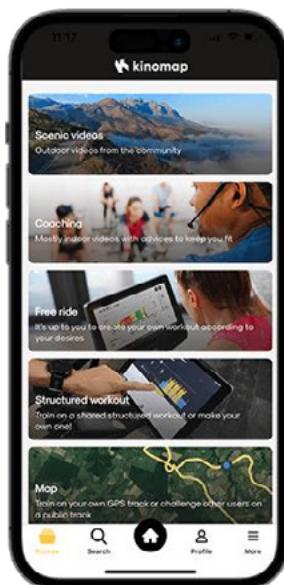 11:17
kinomap
Scenic videos
Outdoor videos from the community
Coaching
Mostly indoor videos with advices to keep you fit
Free ride
It's up to you to create your own workout according to
your desires
Structured workout
Train on a shared structured workout or make your
own one!
Map
Train on your own GPS track or challenge other users on
a public track
Browse
Search
Profile
More